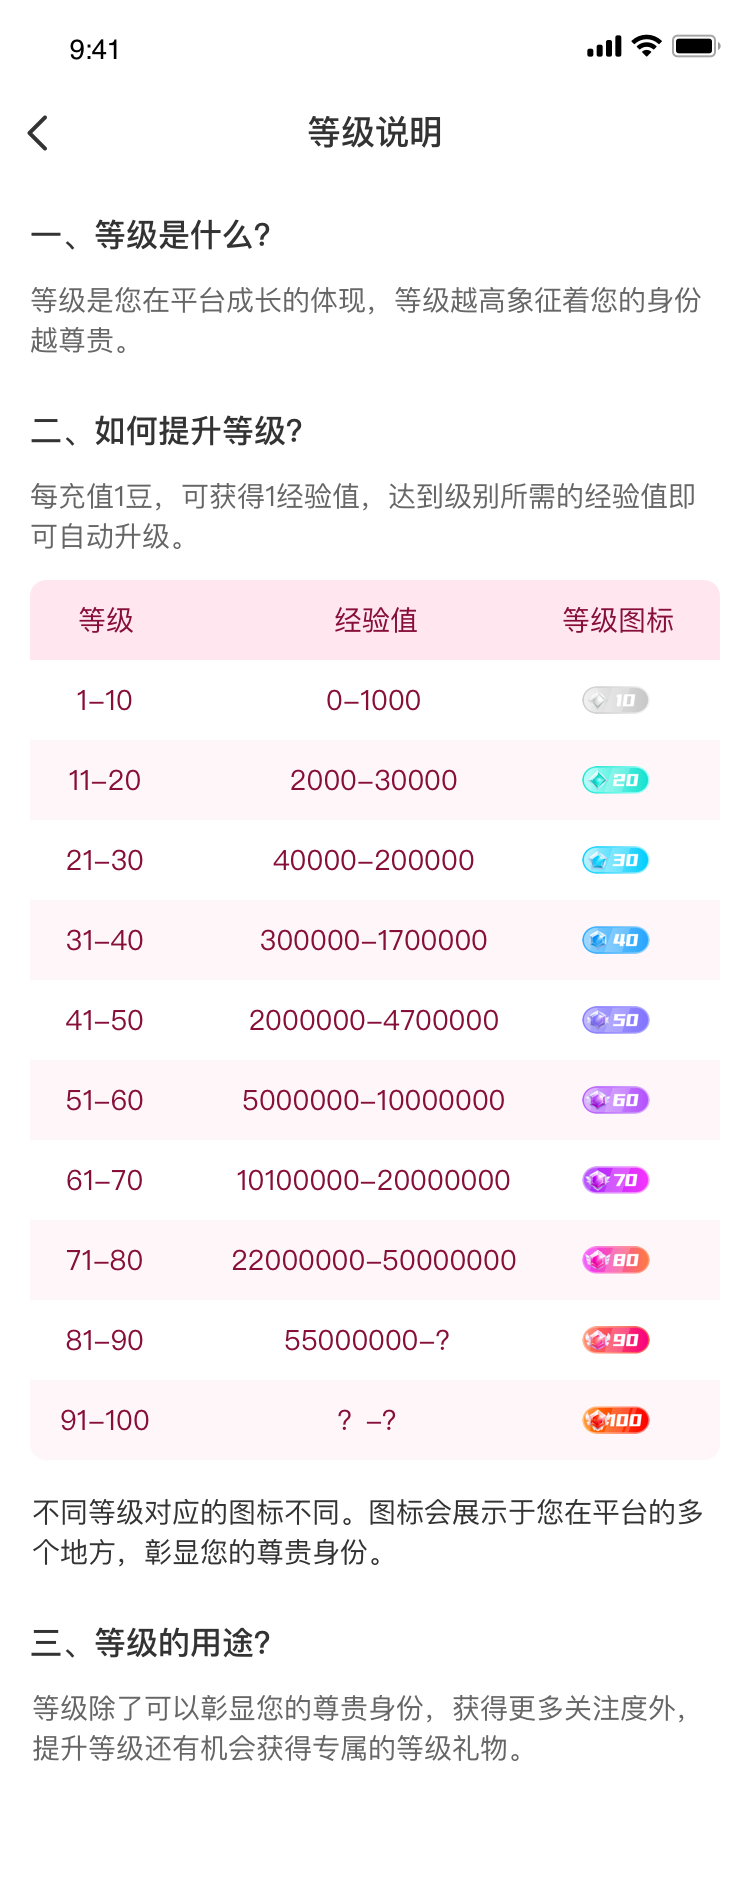 9:41
等级说明
一、等级是什么?
等级是您在平台成长的体现，等级越高象征着您的身份
越尊贵。
二、如何提升等级?
每充值1豆，可获得1经验值，达到级别所需的经验值即
可自动升级。
等级 经验值 等级图标
1–10 0–1000 10
11–20 2000–30000 20
21–30 40000–200000 30
31–40 300000–1700000 40
41–50 2000000–4700000 50
51–60 5000000–10000000 60
61–70 10100000–20000000 70
71–80 22000000–50000000 80
81–90 55000000–? 90
91–100 ? –? 100
不同等级对应的图标不同。图标会展示于您在平台的多
个地方，彰显您的尊贵身份。
三、等级的用途?
等级除了可以彰显您的尊贵身份，获得更多关注度外，
提升等级还有机会获得专属的等级礼物。